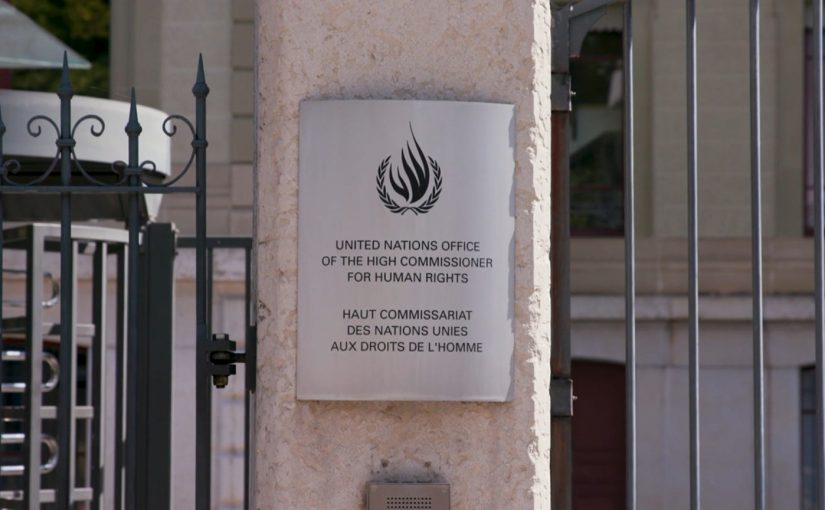 UNITED NATIONS OFFICE
OF THE HIGH COMMISSIONER
FOR HUMAN RIGHTS
HAUT COMMISSARIAT
DES NATIONS UNIES
AUX DROITS DE L'HOMME